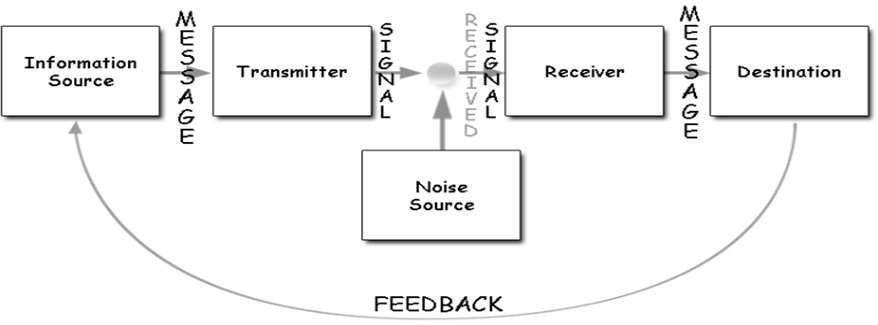 Information
Source
MESSAGE
Transmitter
SIGNAL
RECEIVED
SIGNAL
Receiver
MESSAGE
Destination
Noise
Source
FEEDBACK